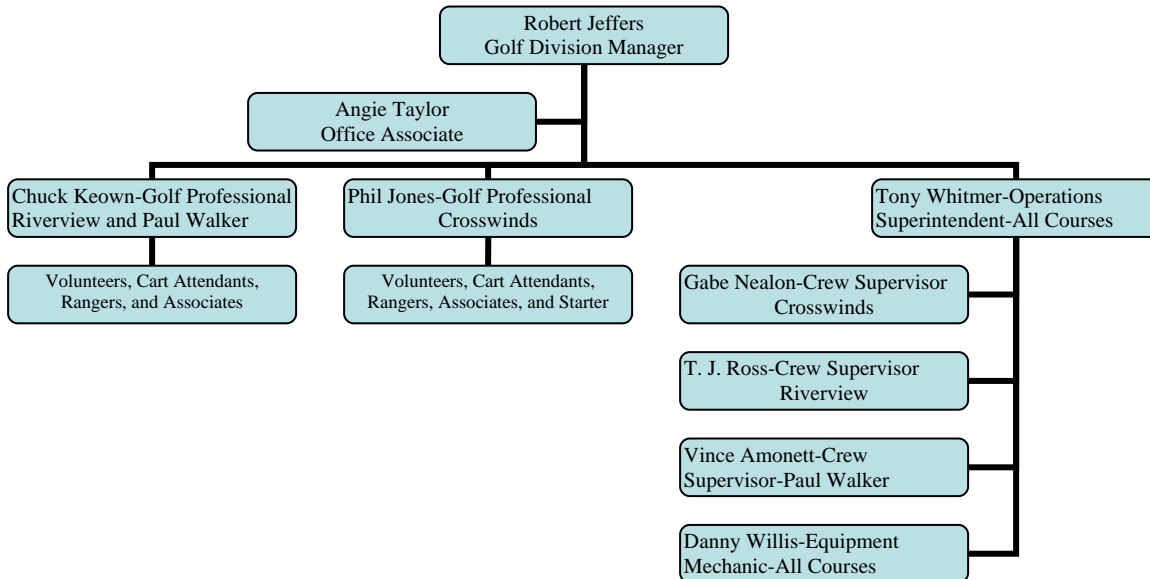 Robert Jeffers
Golf Division Manager
Angie Taylor
Office Associate
Chuck Keown-Golf Professional
Riverview and Paul Walker
Phil Jones-Golf Professional
Crosswinds
Tony Whitmer-Operations
Superintendent-All Courses
Volunteers, Cart Attendants,
Rangers, and Associates
Volunteers, Cart Attendants,
Rangers, Associates, and Starter
Gabe Nealon-Crew Supervisor
Crosswinds
T. J. Ross-Crew Supervisor
Riverview
Vince Amonett-Crew
Supervisor-Paul Walker
Danny Willis-Equipment
Mechanic-All Courses